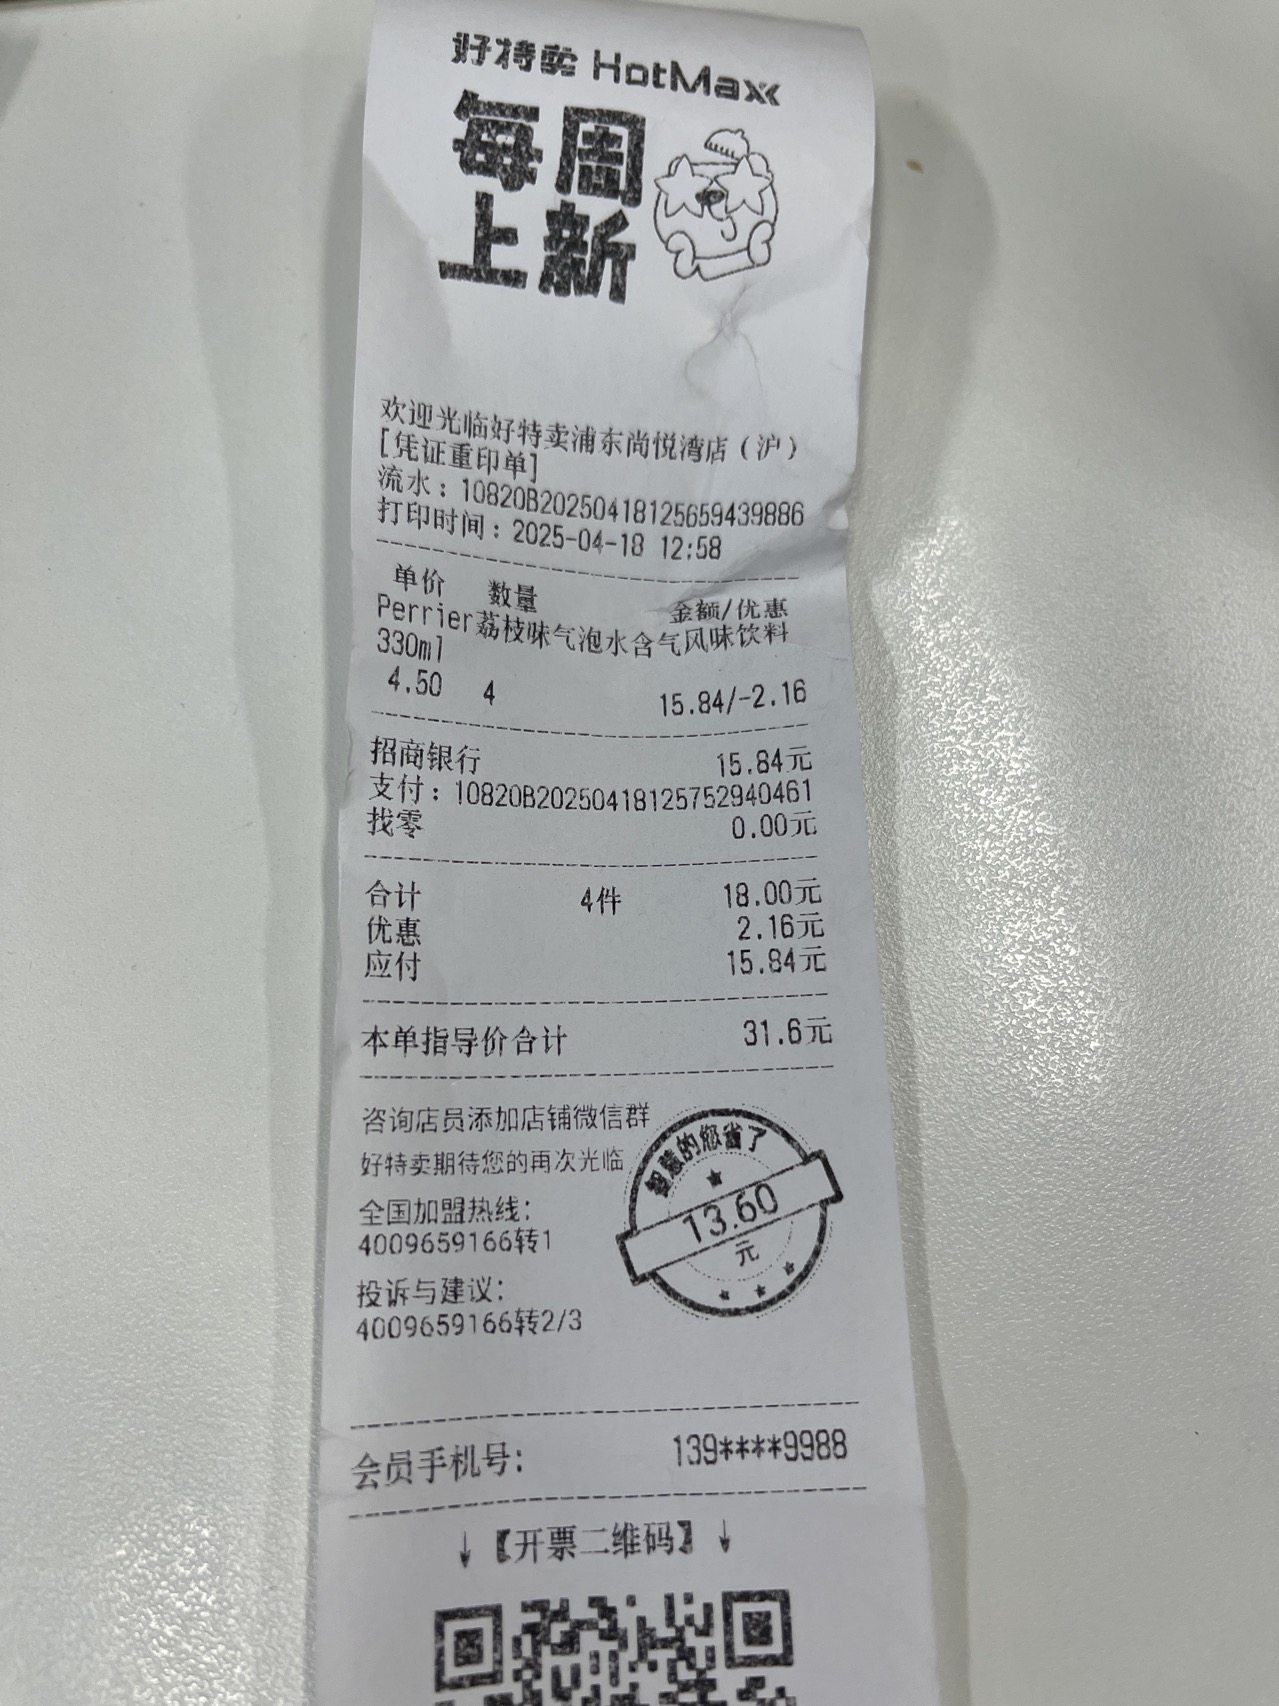 好特卖 HotMaxx
每周
上新
欢迎光临好特卖浦东尚悦湾店（沪）
[凭证重印单]
流水：10820B20250418125659439886
打印时间：2025-04-18 12:58
单价 数量 金额/优惠
Perrier荔枝味气泡水含气风味饮料
330ml
4.50 4 15.84/-2.16
招商银行 15.84元
支付：10820B20250418125752940461
找零 0.00元
合计 4件 18.00元
优惠 2.16元
应付 15.84元
本单指导价合计 31.6元
咨询店员添加店铺微信群
好特卖期待您的再次光临
智慧的您省了
13.60
元
全国加盟热线：
4009659166转1
投诉与建议：
4009659166转2/3
会员手机号： 139****9988
↓【开票二维码】↓